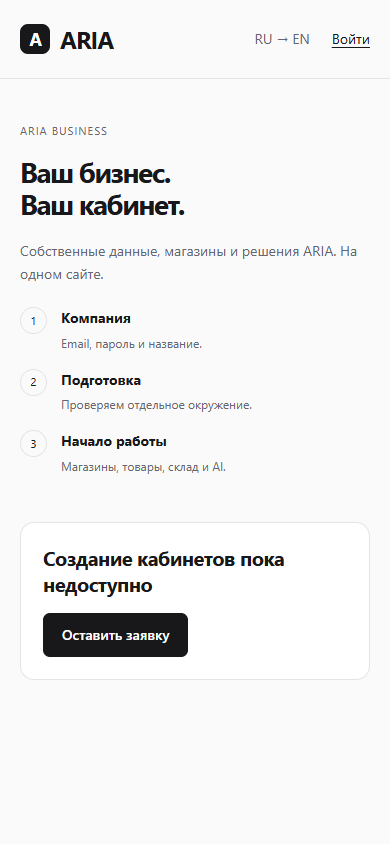 A ARIA
RU → EN Войти
ARIA BUSINESS
Ваш бизнес.
Ваш кабинет.
Собственные данные, магазины и решения ARIA. На
одном сайте.
1 Компания
Email, пароль и название.
2 Подготовка
Проверяем отдельное окружение.
3 Начало работы
Магазины, товары, склад и AI.
Создание кабинетов пока
недоступно
Оставить заявку